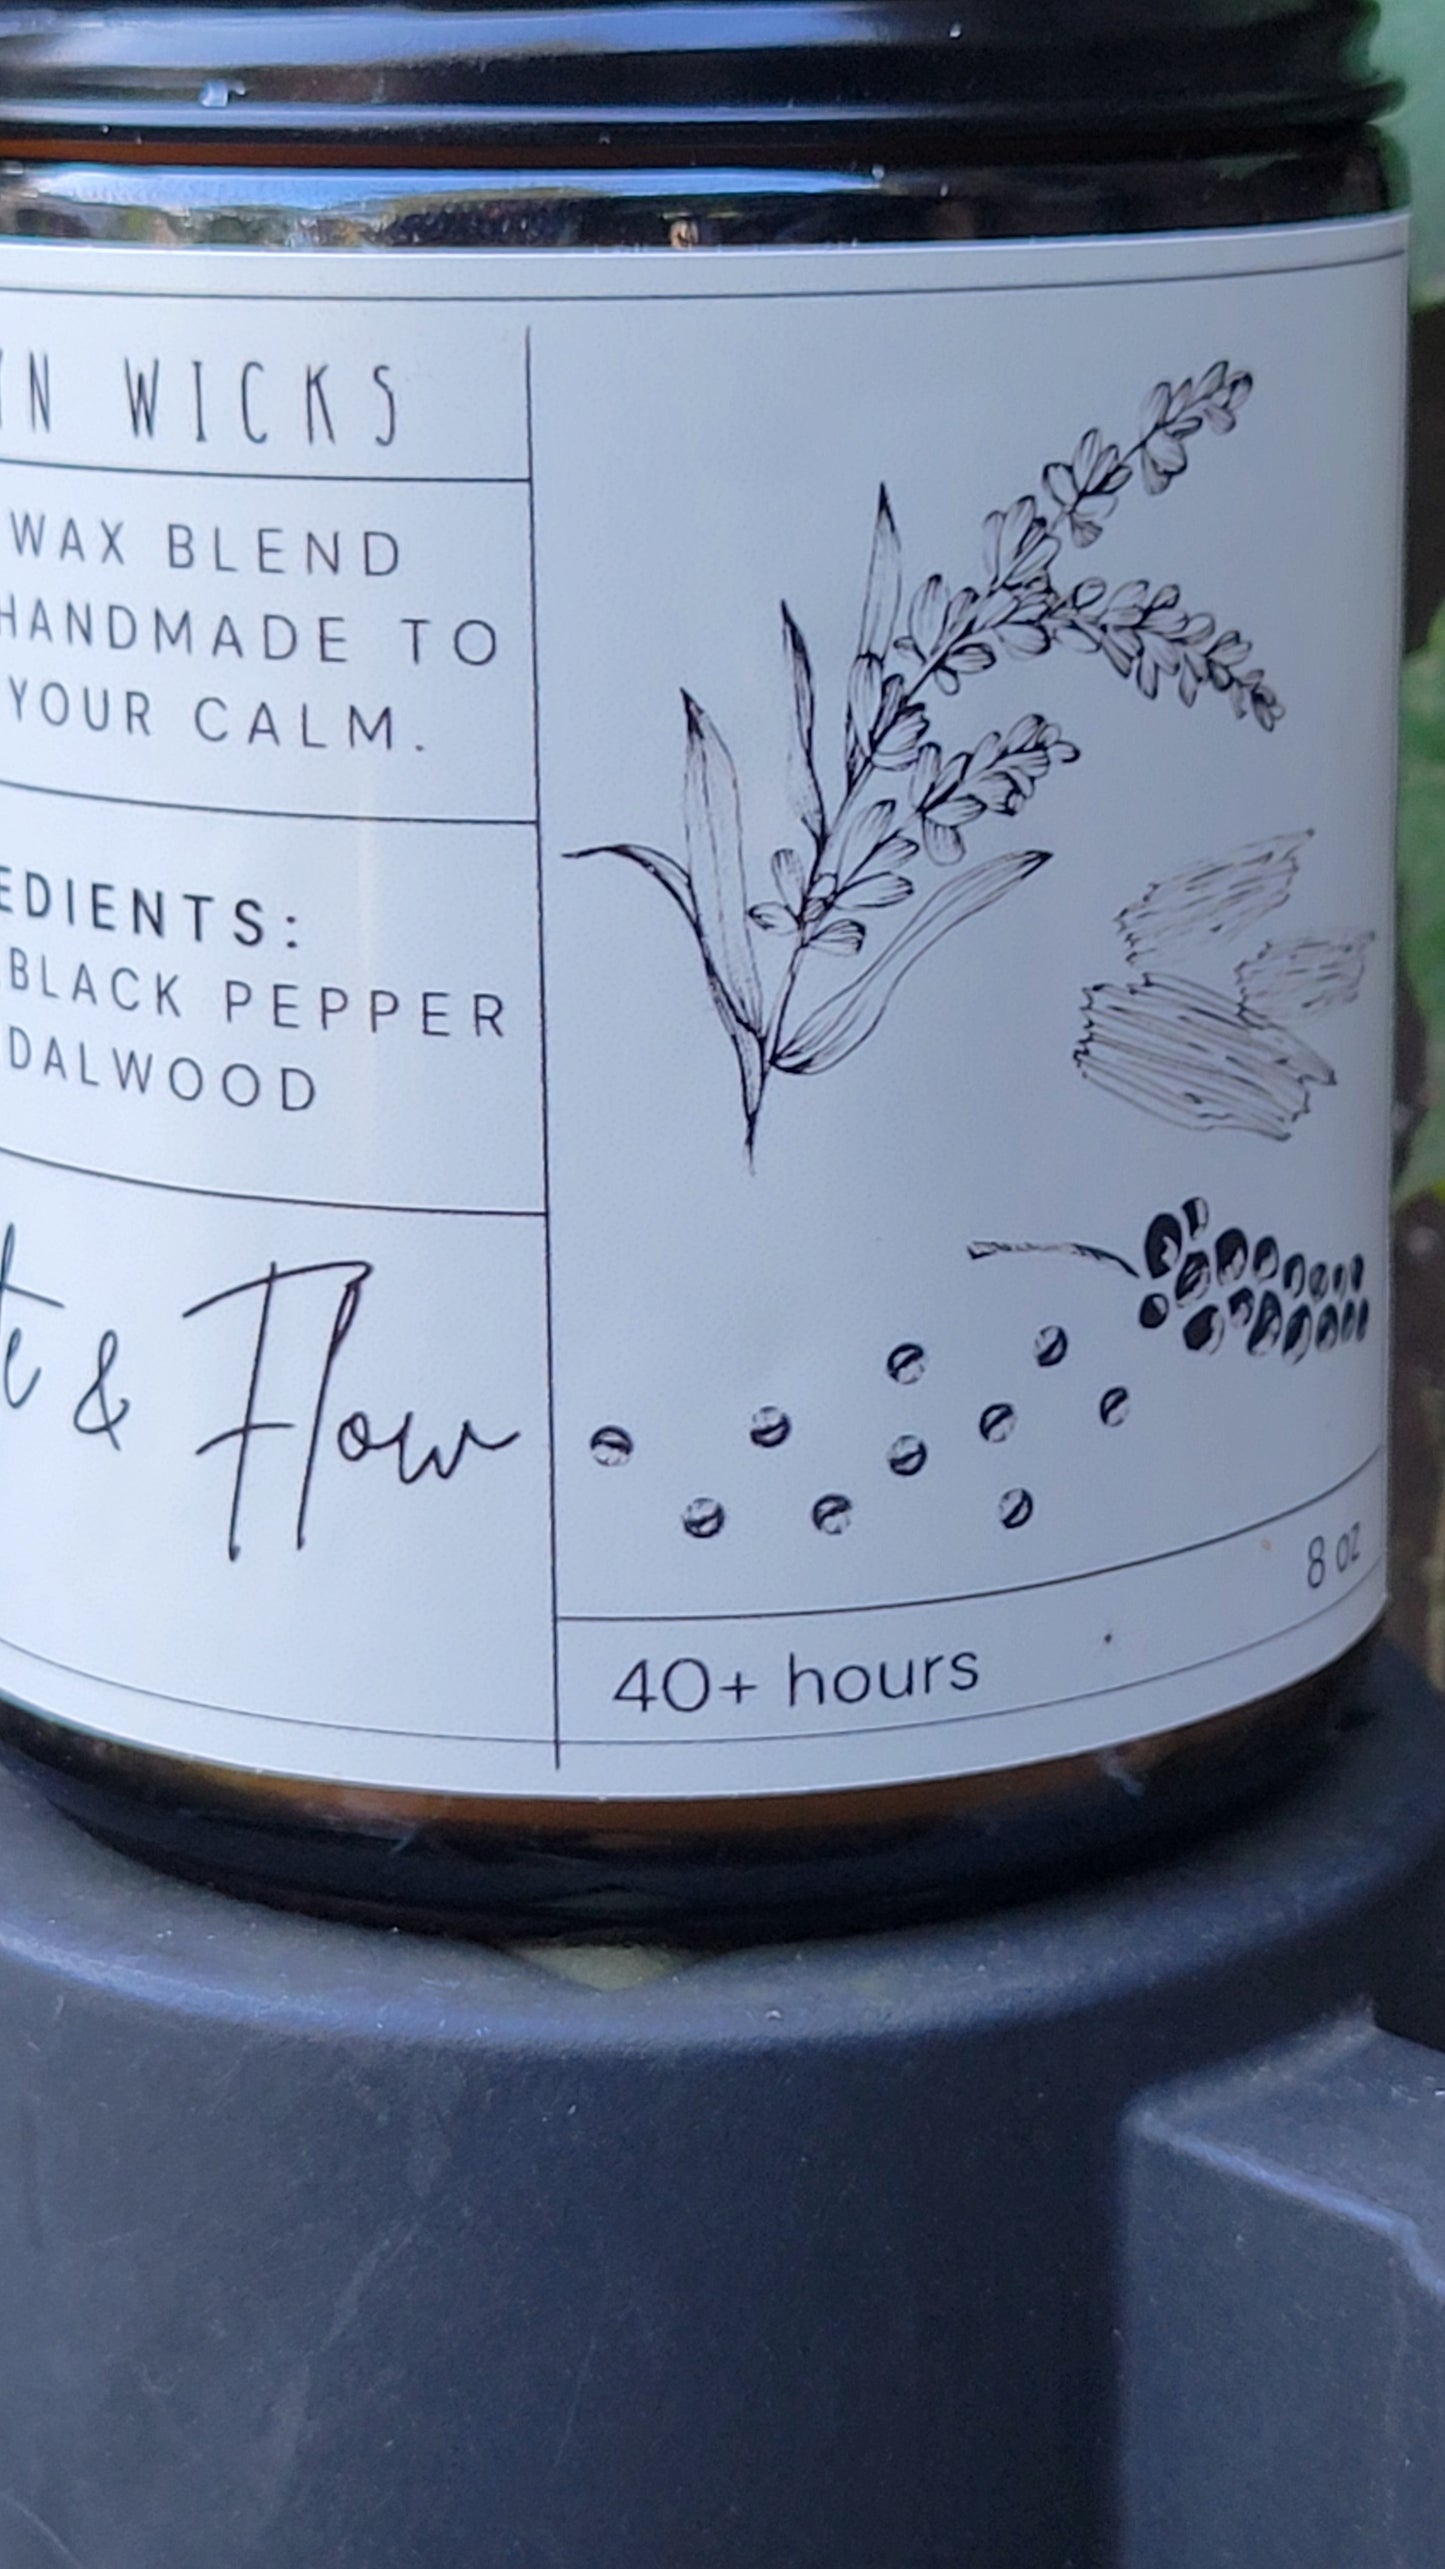 WICKS
WAX BLEND
HANDMADE TO
YOUR CALM.
EDIENTS:
BLACK PEPPER
DALWOOD
& Flow
8 oz
40+ hours